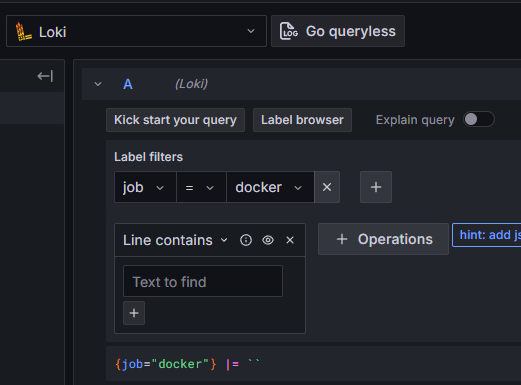 Loki
LOG
Go queryless
A
(Loki)
Kick start your query
Label browser
Explain query
Label filters
job
=
docker
+
Line contains
+ Operations
hint: add js
Text to find
+
{job="docker"} |= ``